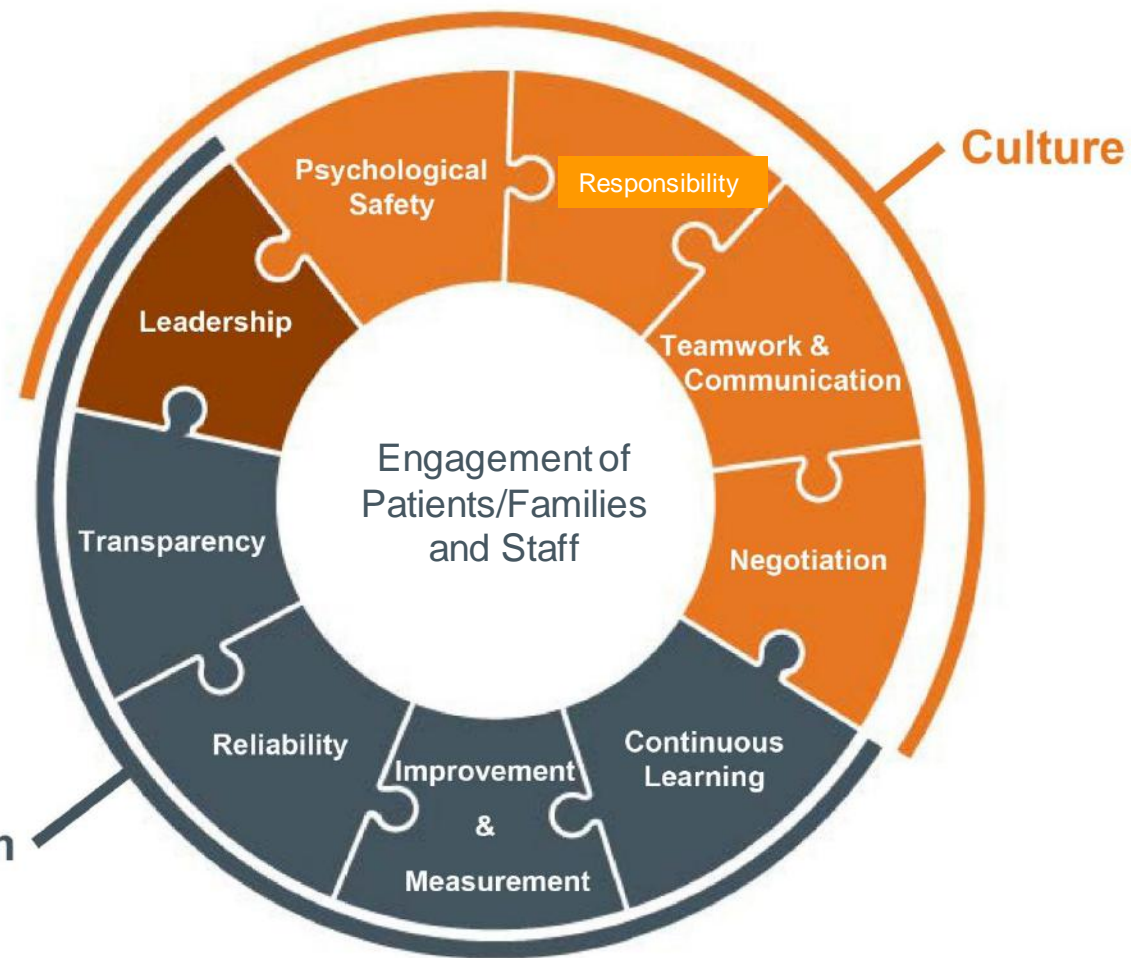 Culture
Psychological
Safety
Responsibility
Leadership
Teamwork &
Communication
Engagement of
Patients/Families
and Staff
Transparency
Negotiation
Reliability
Improvement
&
Measurement
Continuous
Learning